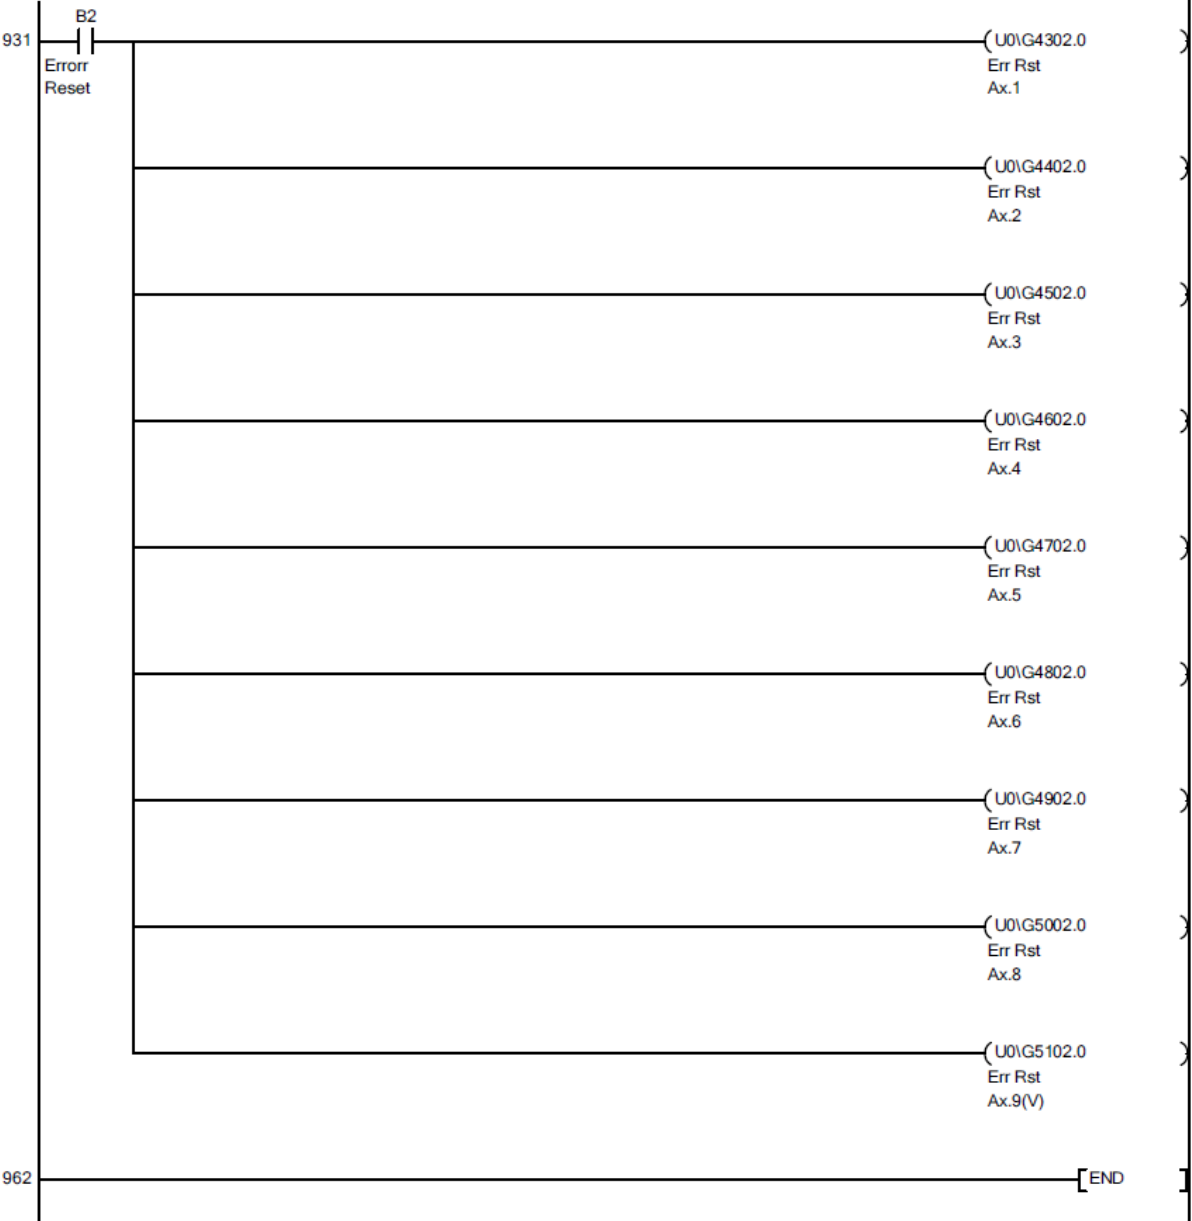 B2
931
U0\G4302.0
Errorr
Reset
Err Rst
Ax.1
U0\G4402.0
Err Rst
Ax.2
U0\G4502.0
Err Rst
Ax.3
U0\G4602.0
Err Rst
Ax.4
U0\G4702.0
Err Rst
Ax.5
U0\G4802.0
Err Rst
Ax.6
U0\G4902.0
Err Rst
Ax.7
U0\G5002.0
Err Rst
Ax.8
U0\G5102.0
Err Rst
Ax.9(V)
962
END